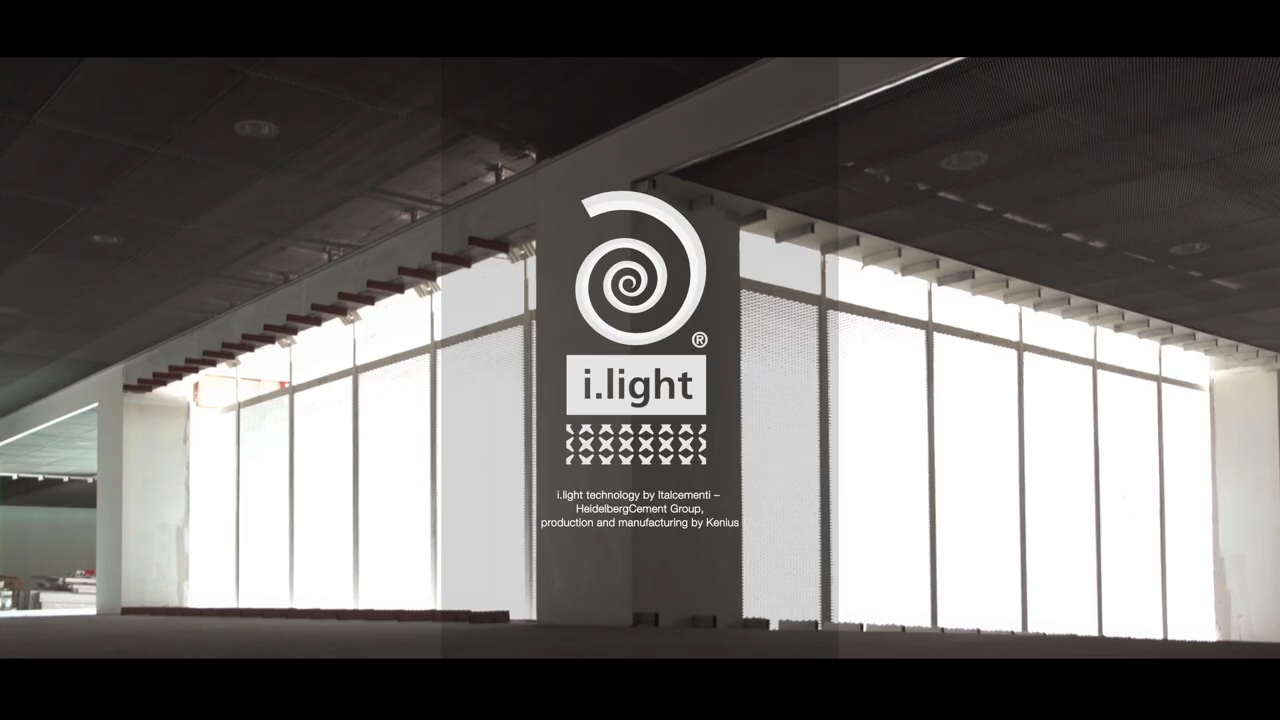 ®
i.light
i.light technology by Italcementi –
HeidelbergCement Group,
production and manufacturing by Kenius